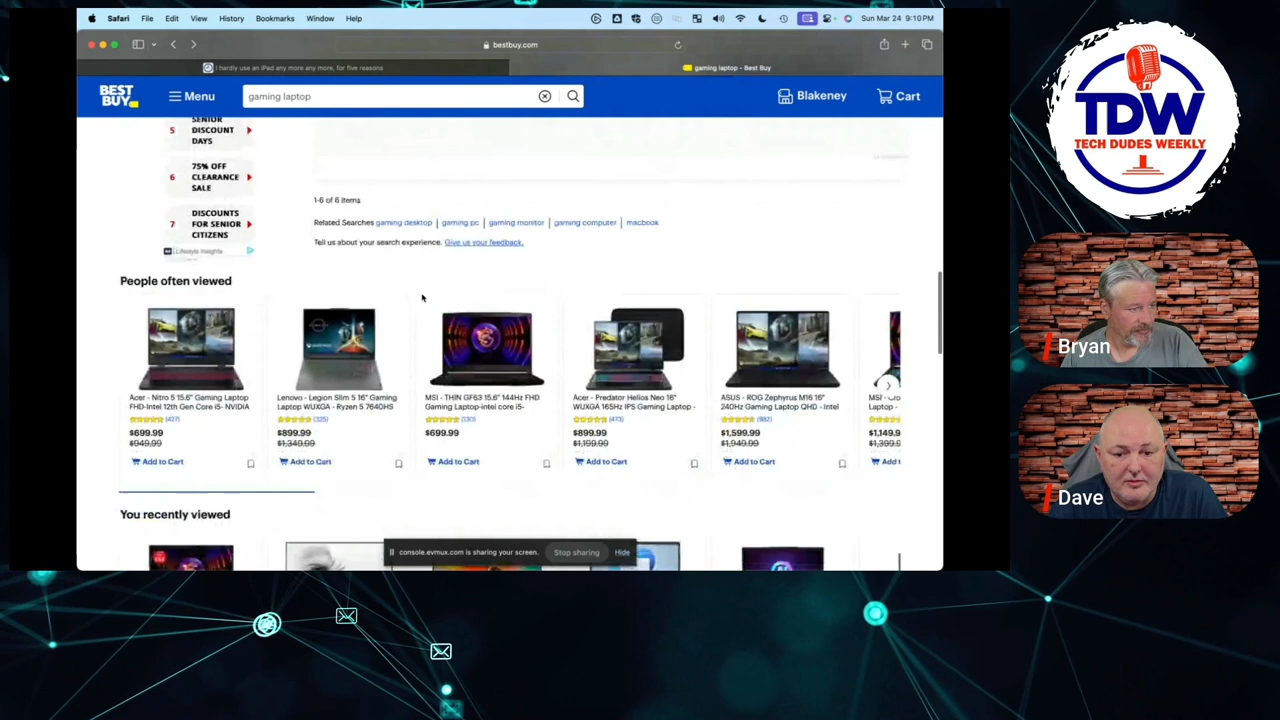 Safari File Edit View History Bookmarks Window Help Sun Mar 24 9:10 PM
bestbuy.com
I hardly use an iPad any more any more, for five reasons
gaming laptop - Best Buy
BEST BUY
Menu
gaming laptop
Blakeney
Cart
5 SENIOR DISCOUNT DAYS
6 75% OFF CLEARANCE SALE
7 DISCOUNTS FOR SENIOR CITIZENS
Ad Lifestyle Insights
1-6 of 6 items
Related Searches gaming desktop | gaming pc | gaming monitor | gaming computer | macbook
Tell us about your search experience. Give us your feedback.
People often viewed
Acer - Nitro 5 15.6" Gaming Laptop
FHD-Intel 12th Gen Core i5- NVIDIA
(437)
$699.99
$949.99
Add to Cart
Lenovo - Legion Slim 5 16" Gaming
Laptop WUXGA - Ryzen 5 7640HS
(325)
$899.99
$1,349.99
Add to Cart
MSI - THIN GF63 15.6" 144Hz FHD
Gaming Laptop-intel core i5-
(130)
$699.99
Add to Cart
Acer - Predator Helios Neo 16"
WUXGA 165Hz IPS Gaming Laptop -
$899.99
$1,199.99
Add to Cart
ASUS - ROG Zephyrus M16 16"
240Hz Gaming Laptop QHD - Intel
$1,599.99
$1,949.99
Add to Cart
MSI - Cro
Laptop -
$1,149.9
$1,399.9
Add t
You recently viewed
console.evmux.com is sharing your screen.
Stop sharing
Hide
TDW
TECH DUDES WEEKLY
Bryan
Dave